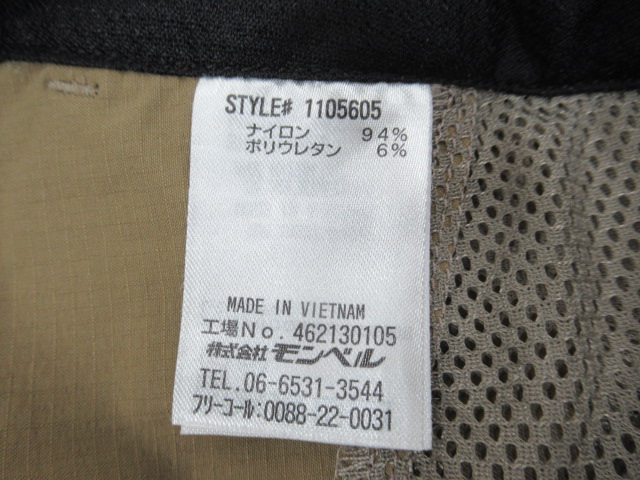 STYLE# 1105605
ナイロン 94%
ポリウレタン 6%
MADE IN VIETNAM
工場No. 462130105
株式会社 モンベル
TEL.06-6531-3544
フリーコール:0088-22-0031